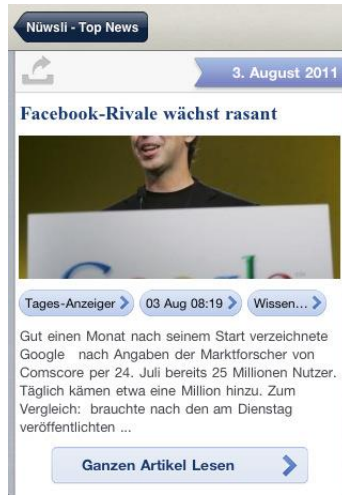 Nüwsli - Top News
3. August 2011
Facebook-Rivale wächst rasant
Google
Tages-Anzeiger
03 Aug 08:19
Wissen...
Gut einen Monat nach seinem Start verzeichnete
Google nach Angaben der Marktforscher von
Comscore per 24. Juli bereits 25 Millionen Nutzer.
Täglich kämen etwa eine Million hinzu. Zum
Vergleich: brauchte nach den am Dienstag
veröffentlichten ...
Ganzen Artikel Lesen